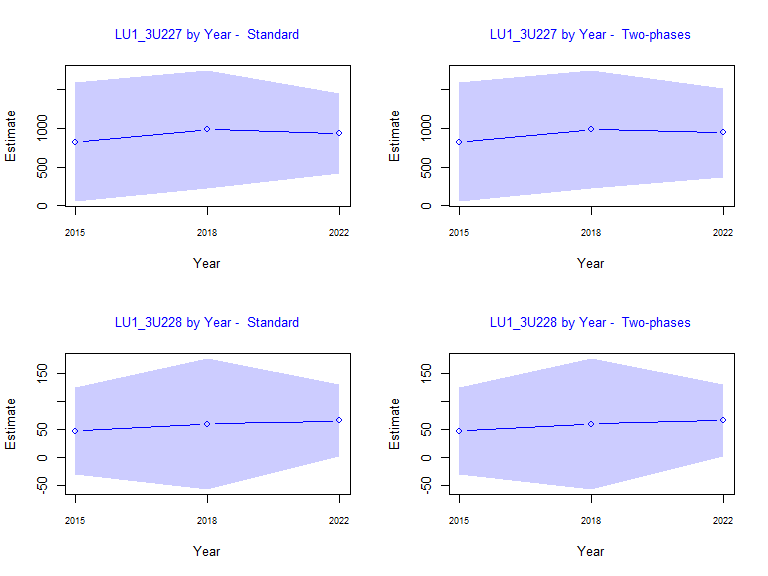 LU1_3U227 by Year -  Standard
Estimate
1000
500
0
2015 2018 2022
Year
LU1_3U227 by Year -  Two-phases
Estimate
1000
500
0
2015 2018 2022
Year
LU1_3U228 by Year -  Standard
Estimate
150
50
0
-50
2015 2018 2022
Year
LU1_3U228 by Year -  Two-phases
Estimate
150
50
0
-50
2015 2018 2022
Year